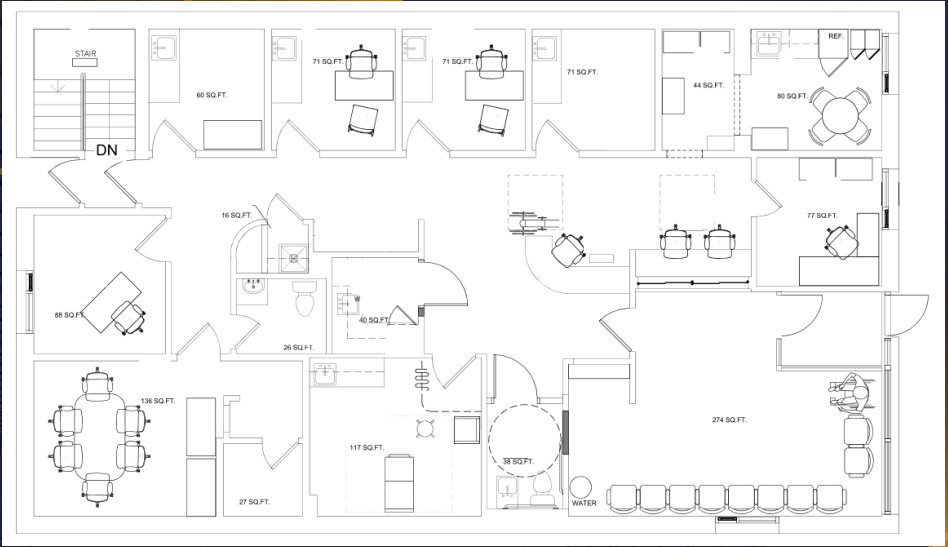 STAIR
DN
60 SQ.FT.
71 SQ.FT.
71 SQ.FT.
71 SQ.FT.
44 SQ.FT.
REF.
80 SQ.FT.
16 SQ.FT.
77 SQ.FT.
88 SQ.FT
W
40 SQ.FT.
26 SQ.FT.
136 SQ.FT.
274 SQ.FT.
117 SQ.FT.
38 SQ.FT.
27 SQ.FT.
WATER